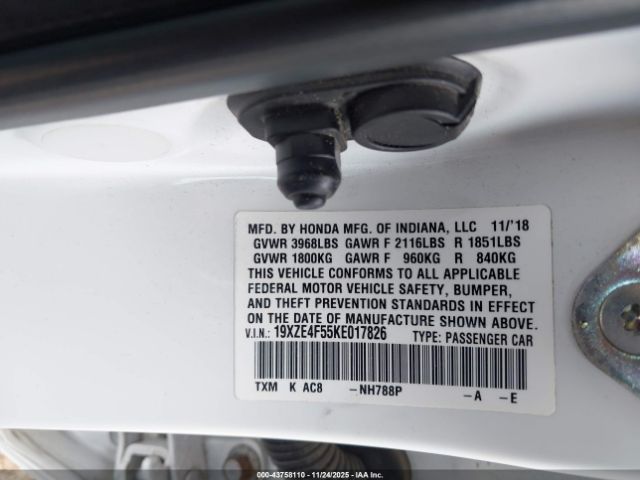 MFD. BY HONDA MFG. OF INDIANA, LLC 11/'18
GVWR 3968LBS GAWR F 2116LBS R 1851LBS
GVWR 1800KG GAWR F 960KG R 840KG
THIS VEHICLE CONFORMS TO ALL APPLICABLE
FEDERAL MOTOR VEHICLE SAFETY, BUMPER,
AND THEFT PREVENTION STANDARDS IN EFFECT
ON THE DATE OF MANUFACTURE SHOWN ABOVE.
V.I.N.: 19XZE4F55KE017826 TYPE: PASSENGER CAR
TXM K AC8 -NH788P -A -E
000-43758110 - 11/24/2025 - IAA Inc.